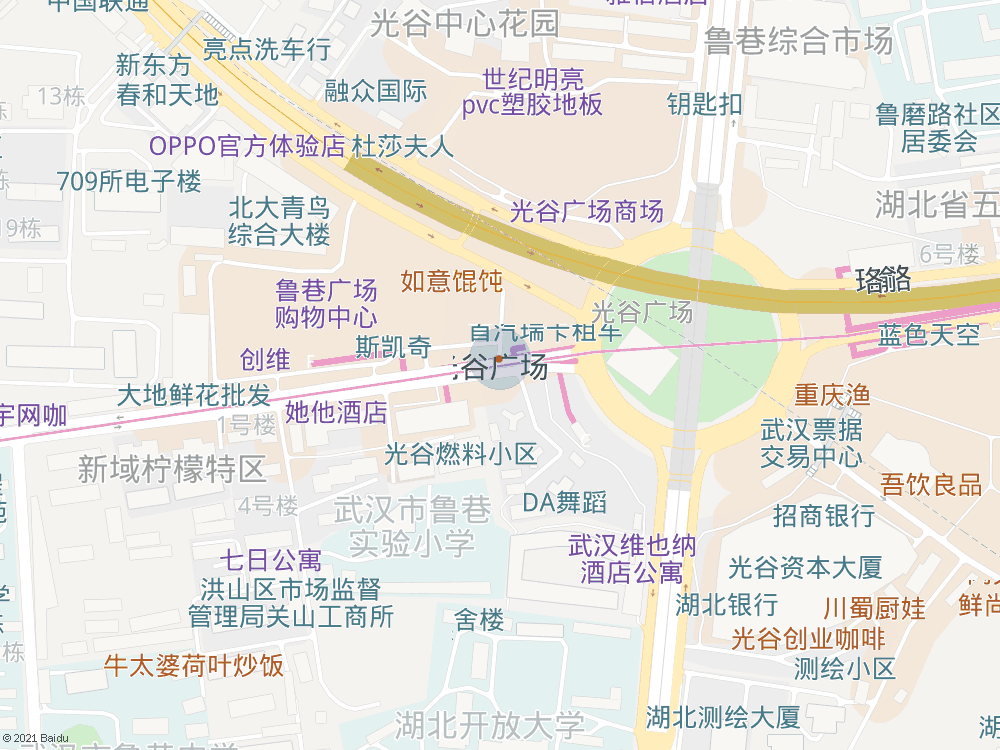 中国联通
光谷中心花园
鲁巷综合市场
亮点洗车行
新东方
春和天地
13栋
融众国际
世纪明亮
pvc塑胶地板
钥匙扣
鲁磨路社区
居委会
OPPO官方体验店
杜莎夫人
709所电子楼
北大青鸟
综合大楼
19栋
光谷广场商场
湖北省五
6号楼
如意馄饨
鲁巷广场
购物中心
光谷广场
蓝色天空
斯凯奇
创维
谷广场
大地鲜花批发
她他酒店
宇网咖
1号楼
重庆渔
武汉票据
交易中心
光谷燃料小区
新域柠檬特区
4号楼
吾饮良品
武汉市鲁巷
实验小学
DA舞蹈
招商银行
武汉维也纳
酒店公寓
七日公寓
洪山区市场监督
管理局关山工商所
光谷资本大厦
湖北银行
川蜀厨娃
鲜尚
舍楼
光谷创业咖啡
牛太婆荷叶炒饭
测绘小区
湖北开放大学
湖北测绘大厦
© 2021 Baidu